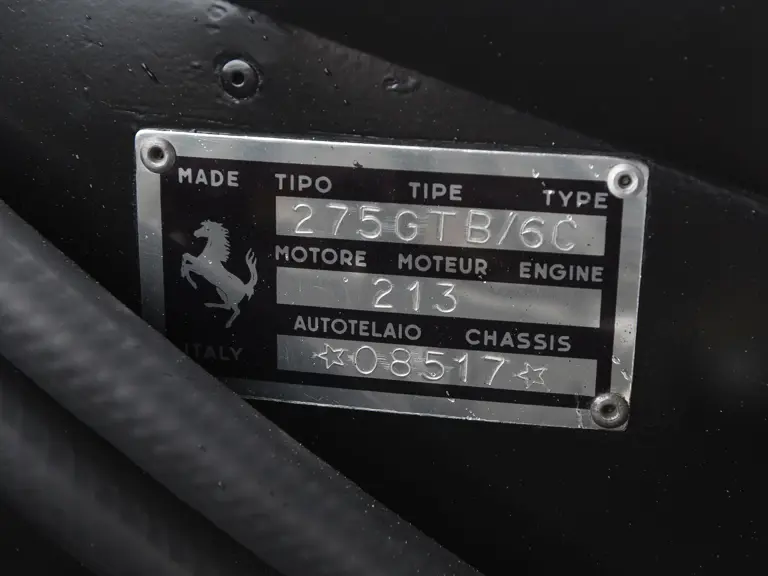 MADE TIPO TIPE TYPE
275GTB/6C
MOTORE MOTEUR ENGINE
213
AUTOTELAIO CHASSIS
ITALY ☆08517☆